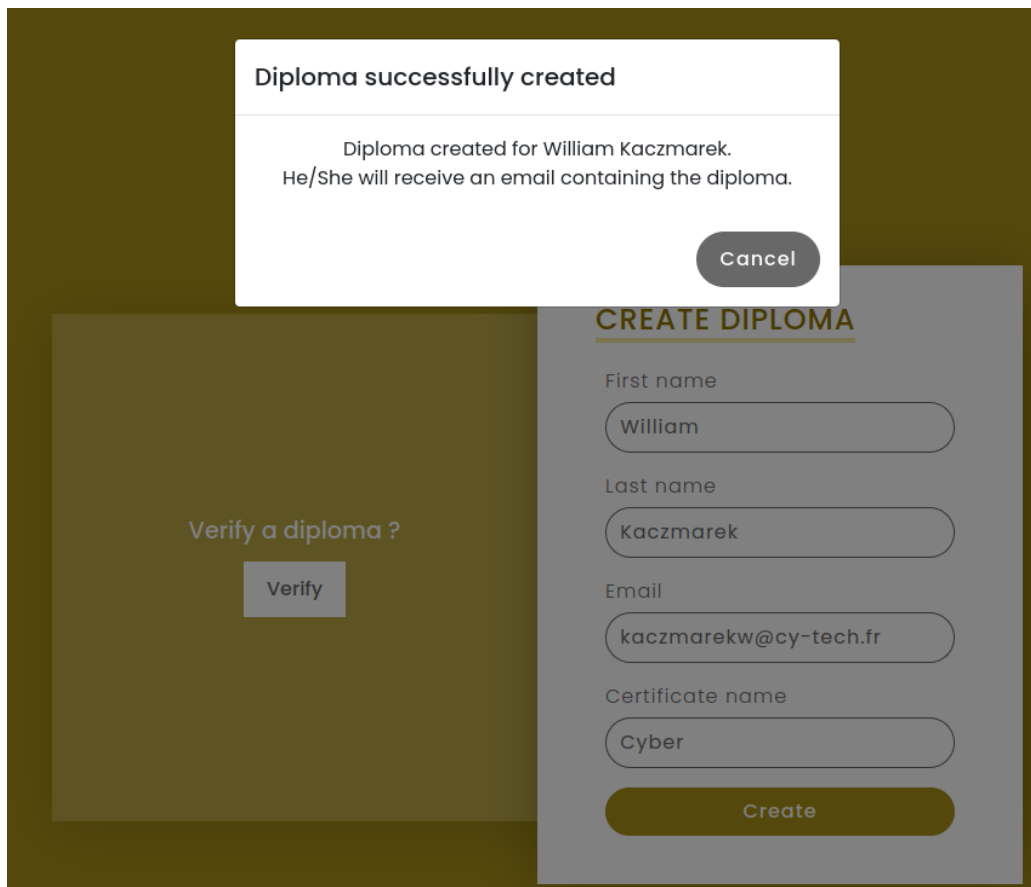 Diploma successfully created
Diploma created for William Kaczmarek.
He/She will receive an email containing the diploma.
Cancel
Verify a diploma ?
Verify
CREATE DIPLOMA
First name
William
Last name
Kaczmarek
Email
kaczmarekw@cy-tech.fr
Certificate name
Cyber
Create